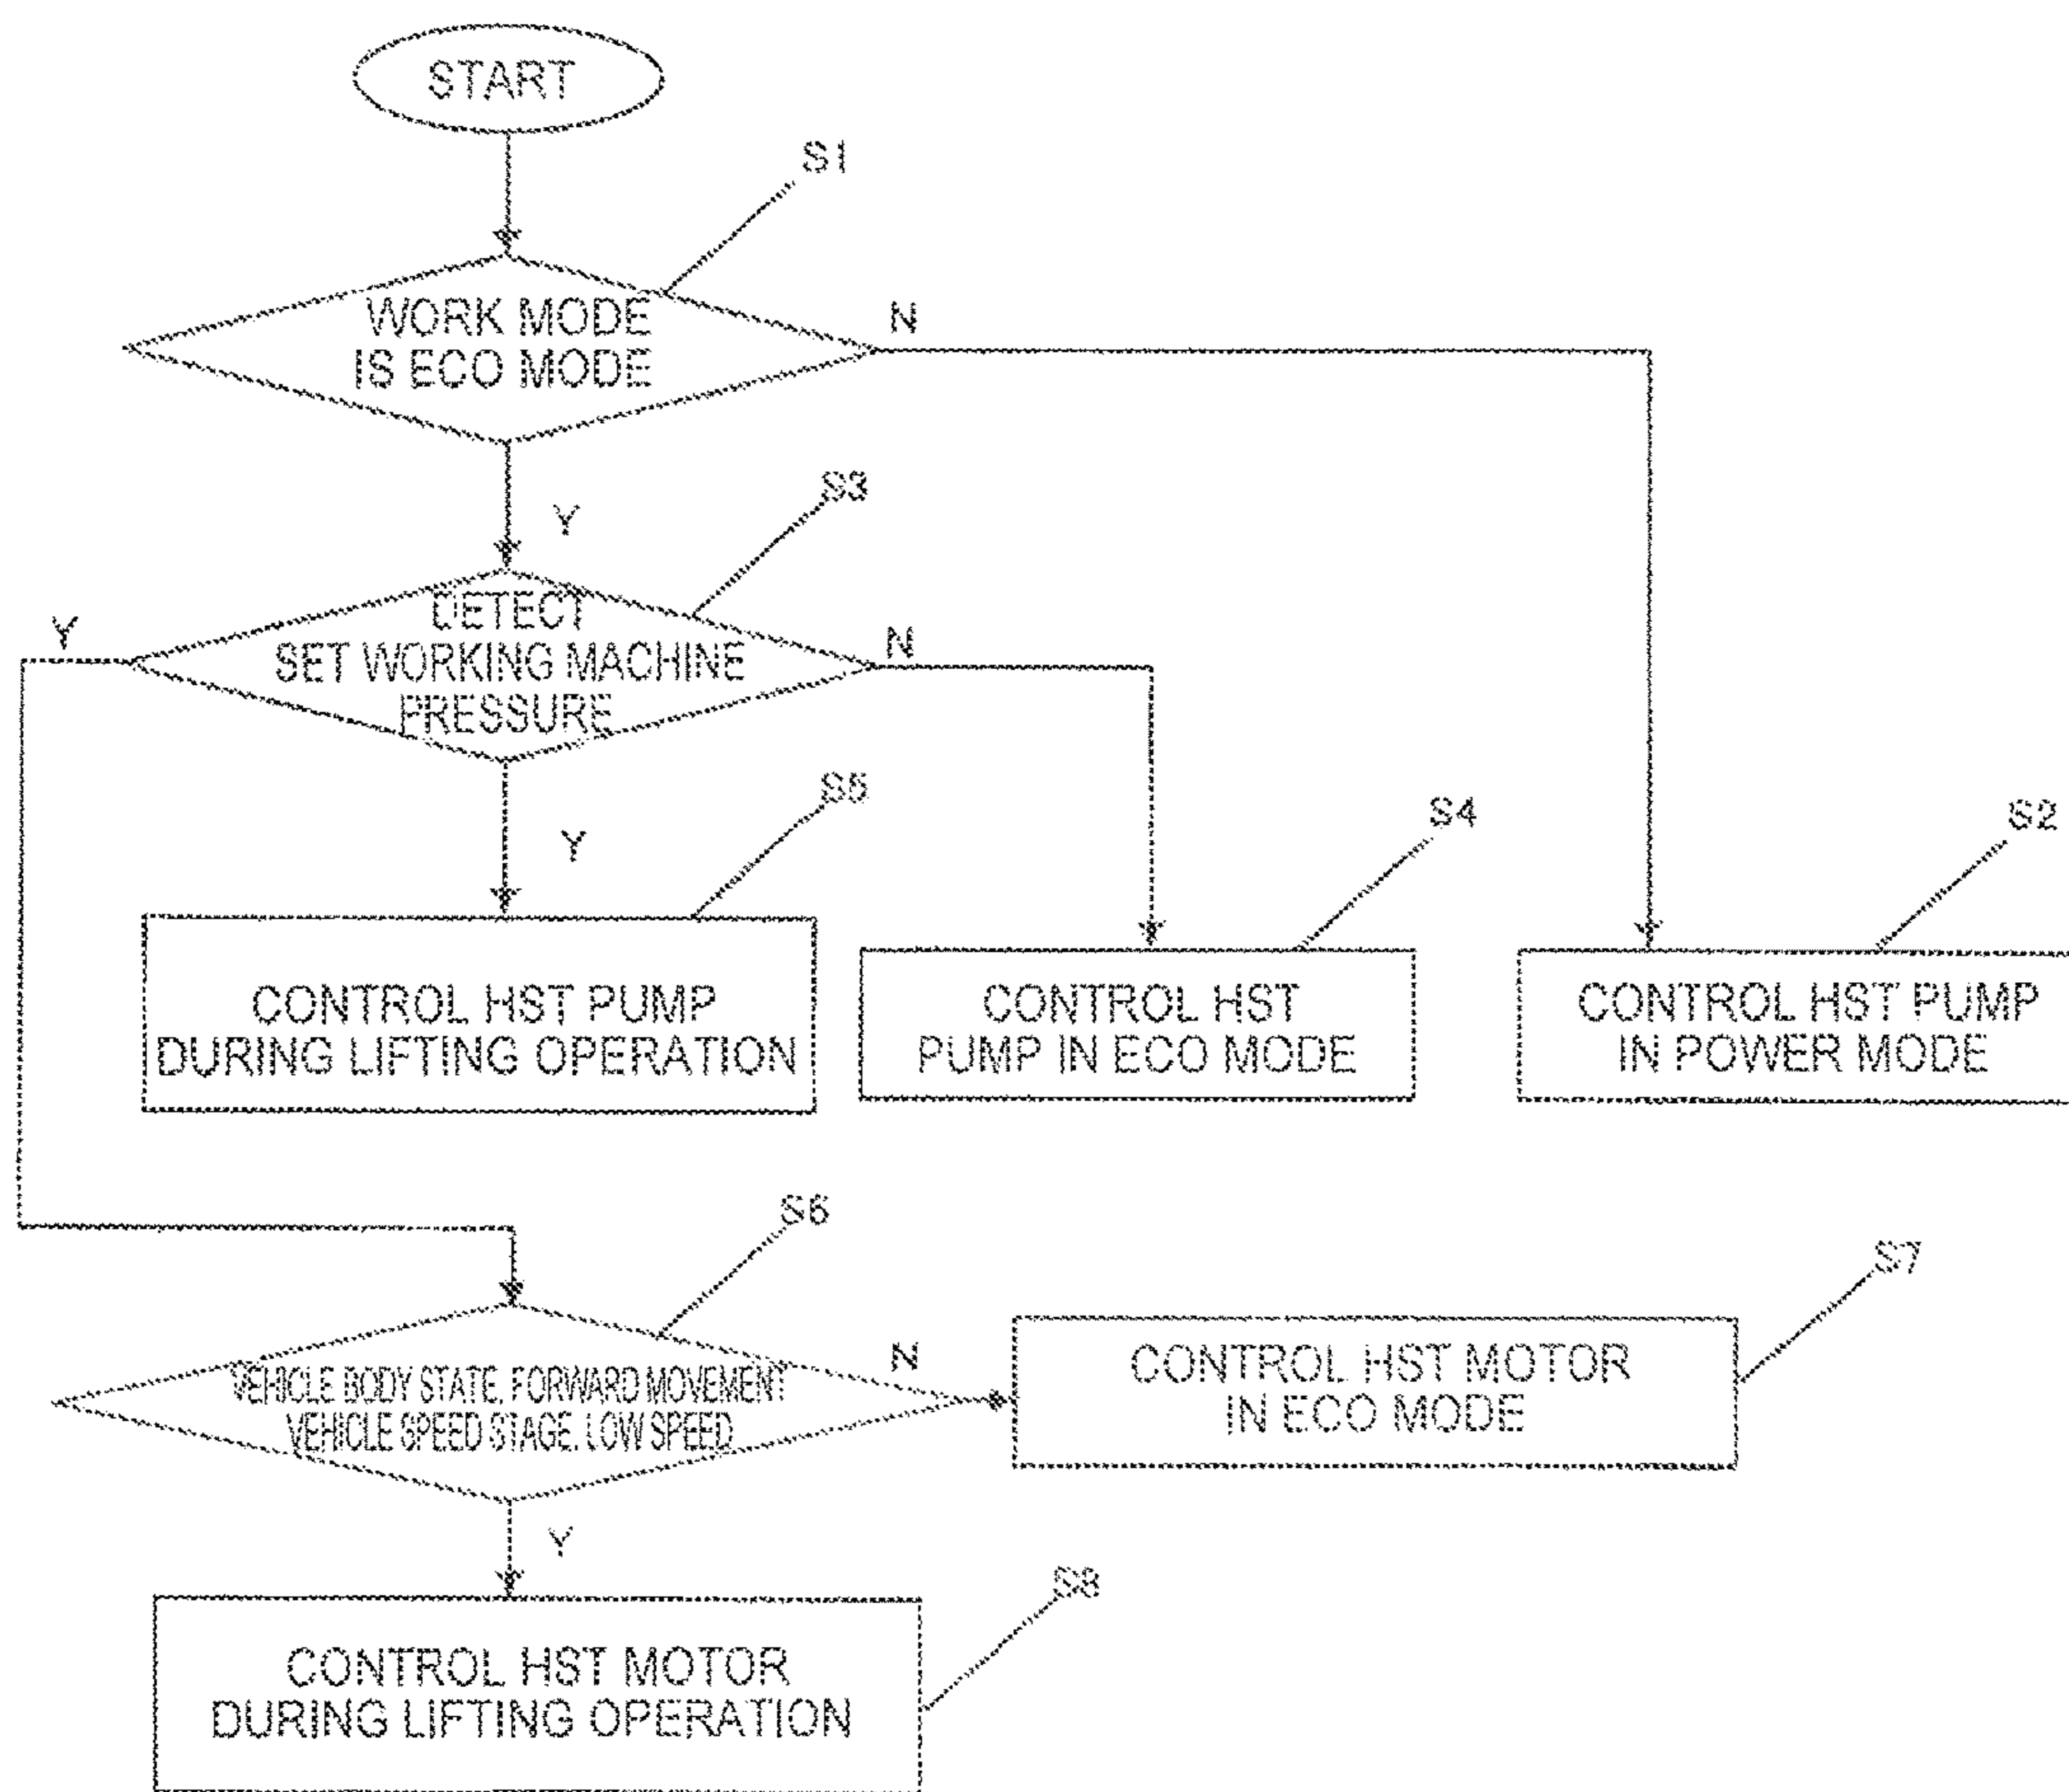 START
S1
WORK MODE
IS ECO MODE
N
Y
S3
DETECT
SET WORKING MACHINE
PRESSURE
Y
N
Y
S5
S4
S2
CONTROL HST PUMP
DURING LIFTING OPERATION
CONTROL HST
PUMP IN ECO MODE
CONTROL HST PUMP
IN POWER MODE
S6
S7
VEHICLE BODY STATE. FORWARD MOVEMENT
VEHICLE SPEED STAGE. LOW SPEED
N
CONTROL HST MOTOR
IN ECO MODE
Y
S8
CONTROL HST MOTOR
DURING LIFTING OPERATION